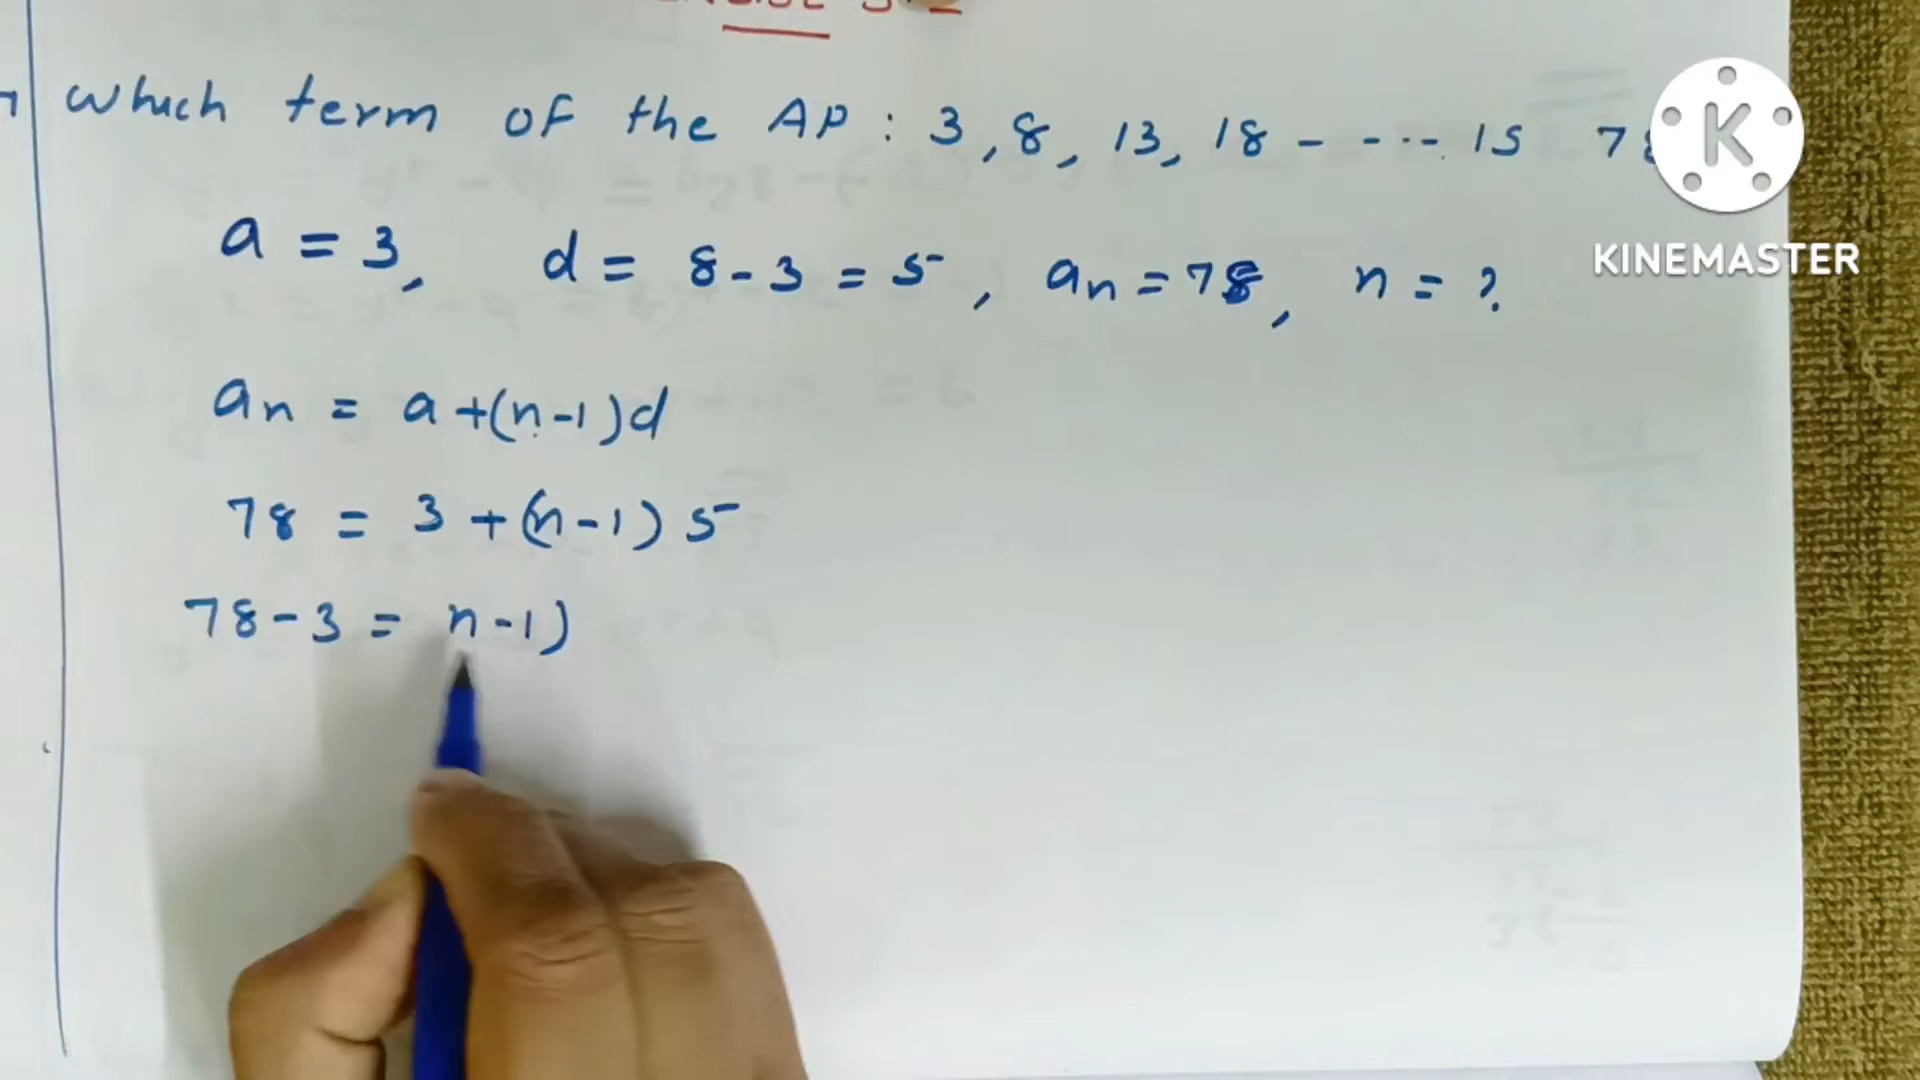 which term of the AP : 3, 8, 13, 18 - - - - - is 7
a = 3, d = 8 - 3 = 5, an = 78, n = ?
an = a + (n - 1) d
78 = 3 + (n - 1) 5
78 - 3 = n - 1)
K
KINEMASTER